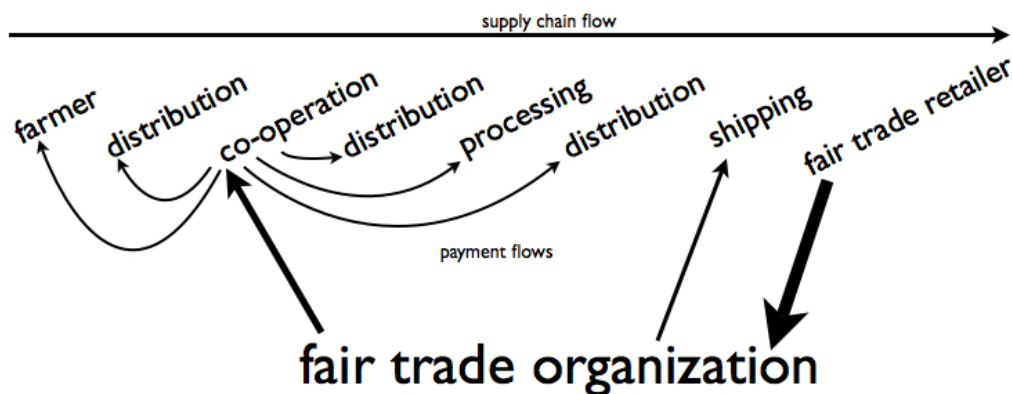 supply chain flow
farmer
distribution
co-operation
distribution
processing
distribution
shipping
fair trade retailer
payment flows
fair trade organization